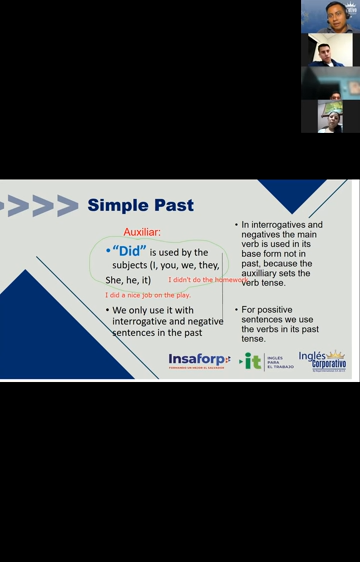 Simple Past
Auxiliar:
• “Did” is used by the
subjects (I, you, we, they,
She, he, it)
I didn't do the homework
I did a nice job on the play.
• We only use it with
interrogative and negative
sentences in the past
• In interrogatives and
negatives the main
verb is used in its
base form not in
past, because the
auxilliary sets the
verb tense.
• For possitive
sentences we use
the verbs in its past
tense.
Insaforp
it
INGLÉS
PARA
EL TRABAJO
Inglés
corporativo